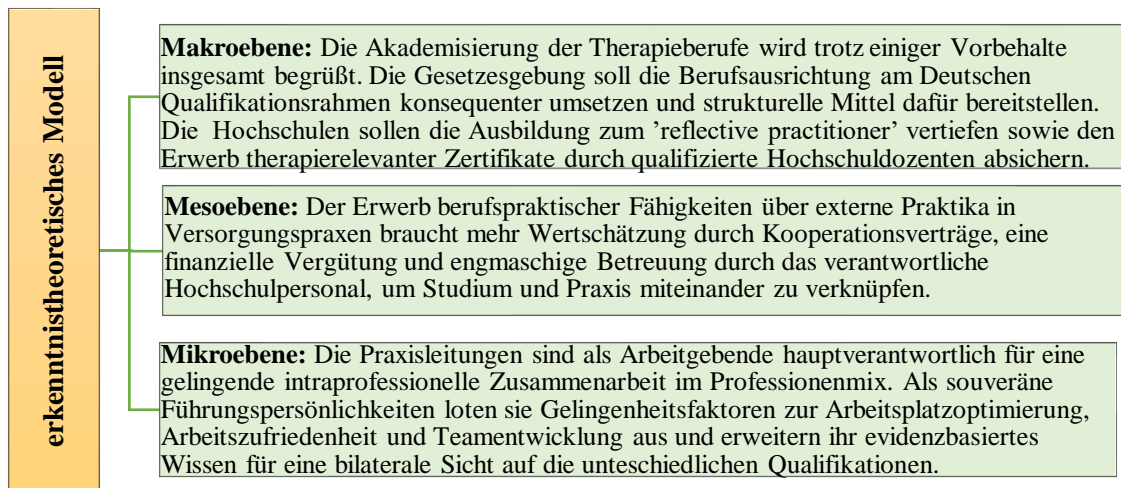 erkenntnistheoretisches Modell
Makroebene: Die Akademisierung der Therapieberufe wird trotz einiger Vorbehalte
insgesamt begrüßt. Die Gesetzesgebung soll die Berufsausrichtung am Deutschen
Qualifikationsrahmen konsequenter umsetzen und strukturelle Mittel dafür bereitstellen.
Die Hochschulen sollen die Ausbildung zum ’reflective practitioner’ vertiefen sowie den
Erwerb therapierelevanter Zertifikate durch qualifizierte Hochschuldozenten absichern.
Mesoebene: Der Erwerb berufspraktischer Fähigkeiten über externe Praktika in
Versorgungspraxen braucht mehr Wertschätzung durch Kooperationsverträge, eine
finanzielle Vergütung und engmaschige Betreuung durch das verantwortliche
Hochschulpersonal, um Studium und Praxis miteinander zu verknüpfen.
Mikroebene: Die Praxisleitungen sind als Arbeitgebende hauptverantwortlich für eine
gelingende intraprofessionelle Zusammenarbeit im Professionenmix. Als souveräne
Führungspersönlichkeiten loten sie Gelingenheitsfaktoren zur Arbeitsplatzoptimierung,
Arbeitszufriedenheit und Teamentwicklung aus und erweitern ihr evidenzbasiertes
Wissen für eine bilaterale Sicht auf die unteschiedlichen Qualifikationen.